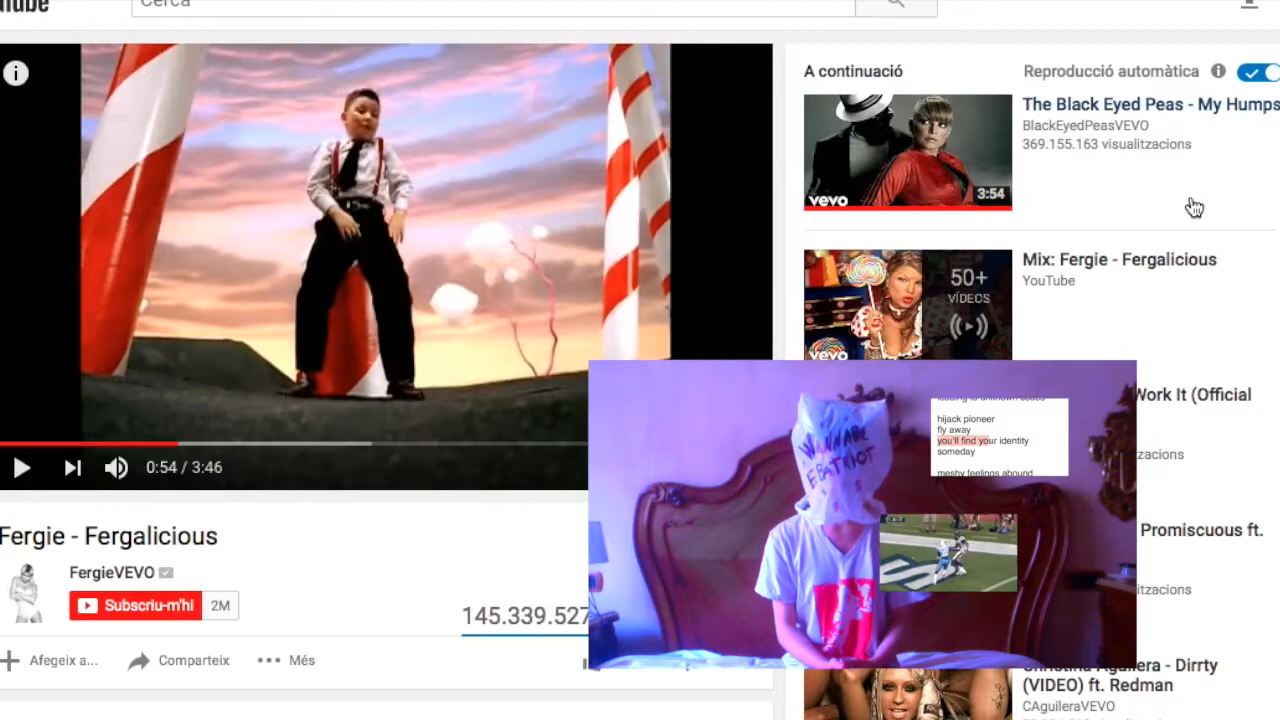 Cerca
0:54 / 3:46
Fergie - Fergalicious
FergieVEVO
Subscriu-m'hi
2M
145.339.527
Afegeix a...
Comparteix
Més
A continuació
Reproducció automàtica
The Black Eyed Peas - My Humps
BlackEyedPeasVEVO
369.155.163 visualitzacions
vevo
3:54
Mix: Fergie - Fergalicious
YouTube
50+
VÍDEOS
vevo
Work It (Official
zacions
Promiscuous ft.
itzacions
hijack pioneer
fly away
you'll find your identity
someday
meshy feelings abound
WANNABE
PATRIOT
Christina Aguilera - Dirrty
(VIDEO) ft. Redman
CAguileraVEVO